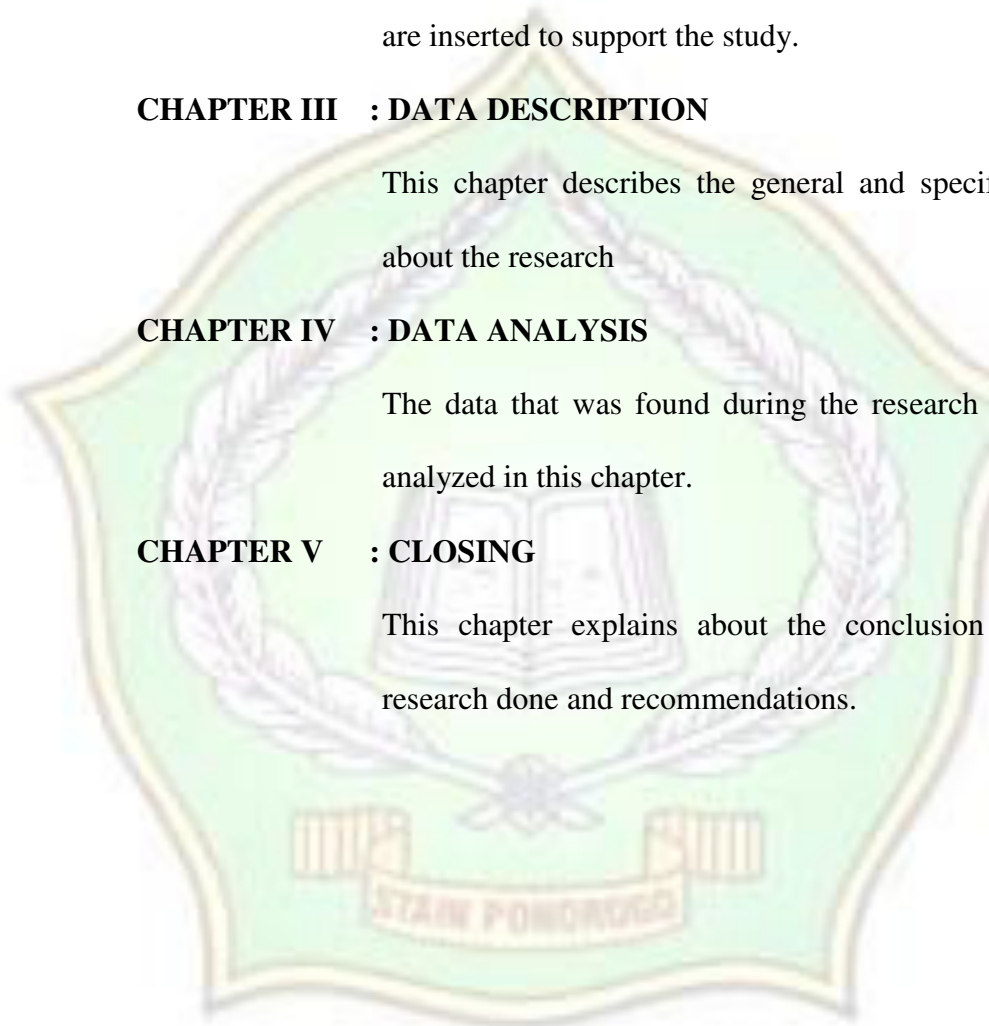 are inserted to support the study.
CHAPTER III : DATA DESCRIPTION
This chapter describes the general and
about the research
CHAPTER IV : DATA ANALYSIS
The data that was found during the research
analyzed in this chapter.
CHAPTER V : CLOSING
This chapter explains about the conclusion
research done and recommendations.
STAIN PONOROGO